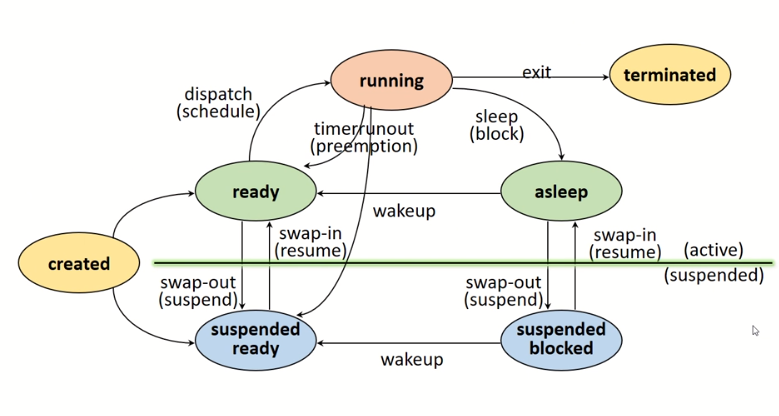 running
exit
terminated
dispatch
(schedule)
timerrunout
(preemption)
sleep
(block)
ready
asleep
wakeup
created
swap-in
(resume)
swap-in
(resume)
(active)
swap-out
(suspend)
swap-out
(suspend)
(suspended)
suspended
ready
suspended
blocked
wakeup